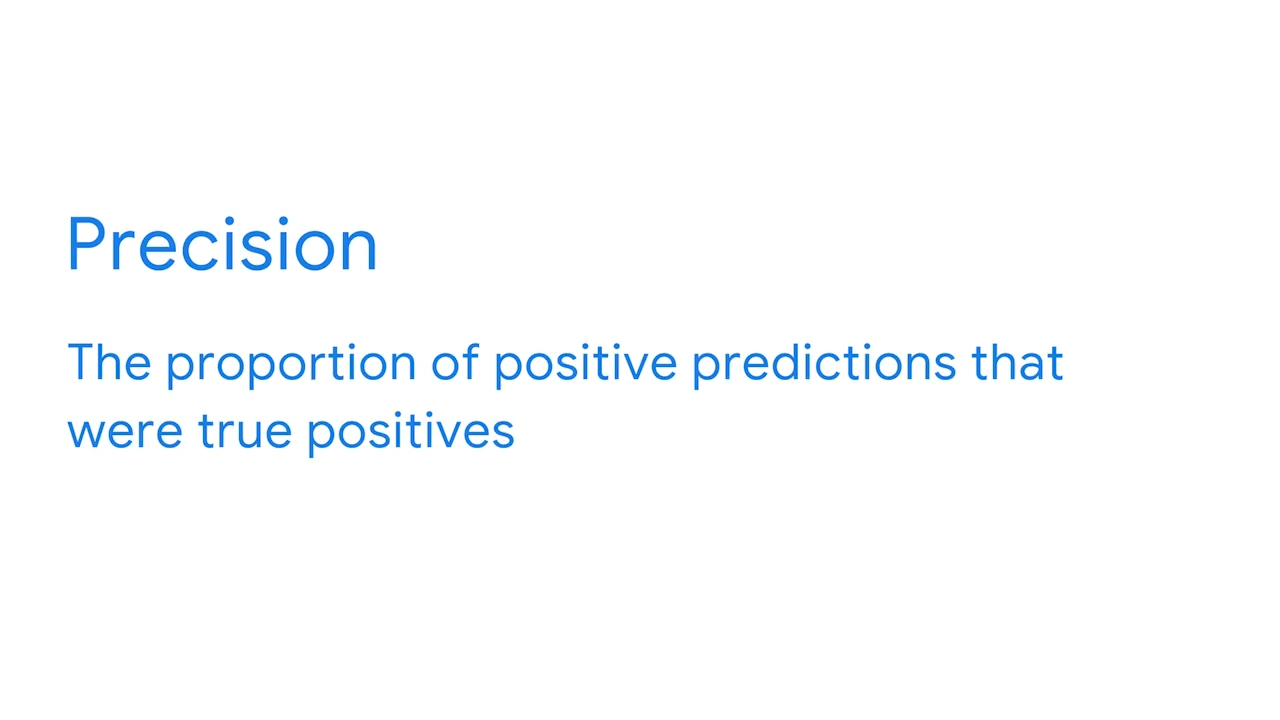 Precision
The proportion of positive predictions that
were true positives